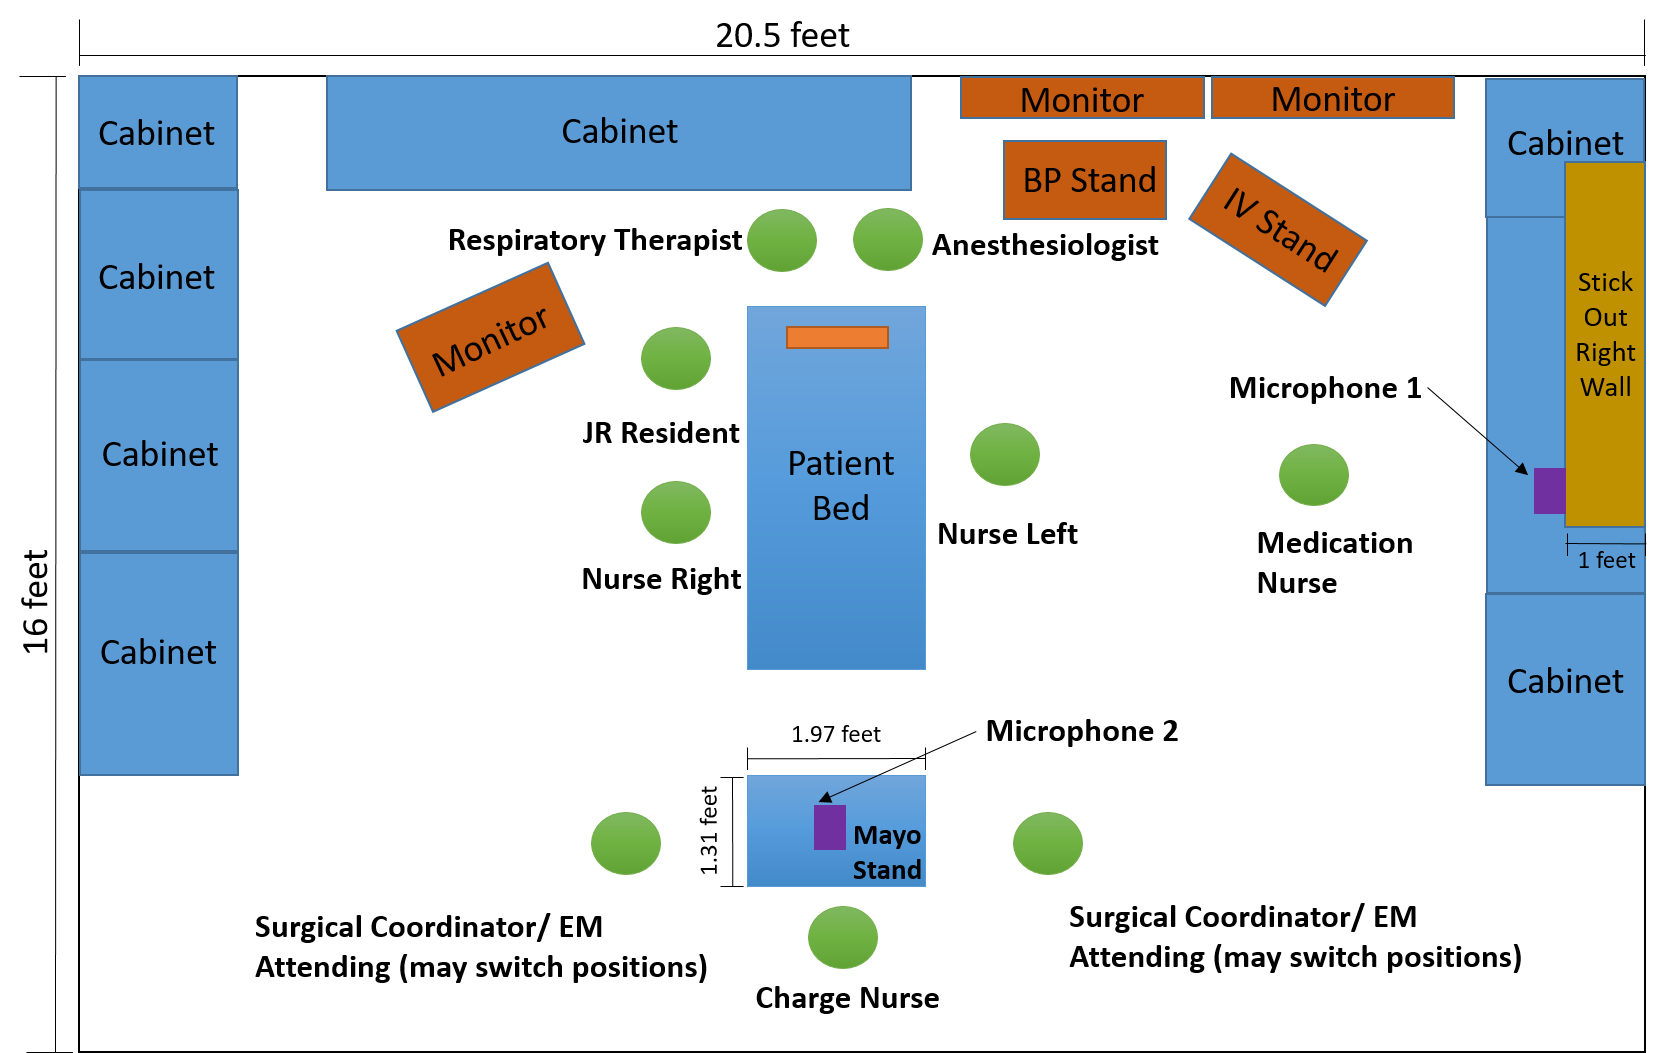 20.5 feet
16 feet
Cabinet
Cabinet
Monitor
Monitor
Cabinet
BP Stand
IV Stand
Respiratory Therapist
Anesthesiologist
Cabinet
Monitor
Stick
Out
Right
Wall
Microphone 1
JR Resident
Cabinet
Patient
Bed
Nurse Left
Medication
Nurse
1 feet
Nurse Right
Cabinet
Cabinet
1.97 feet
Microphone 2
1.31 feet
Mayo
Stand
Surgical Coordinator/ EM
Attending (may switch positions)
Surgical Coordinator/ EM
Attending (may switch positions)
Charge Nurse